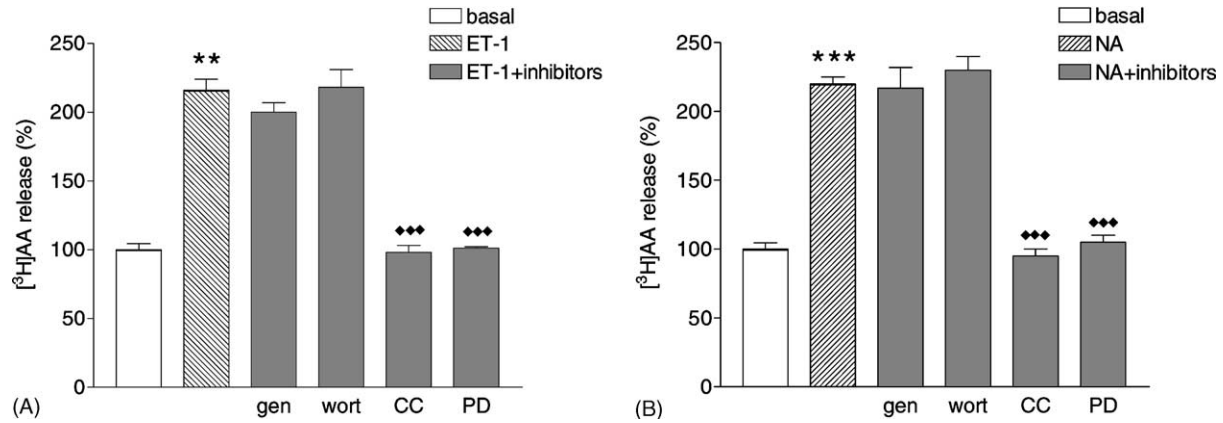 basal
ET-1
ET-1+inhibitors
250
200
150
100
50
0
[³H]AA release (%)
**
♦♦♦
♦♦♦
gen wort CC PD
(A)
basal
NA
NA+inhibitors
250
200
150
100
50
0
[³H]AA release (%)
***
♦♦♦
♦♦♦
gen wort CC PD
(B)